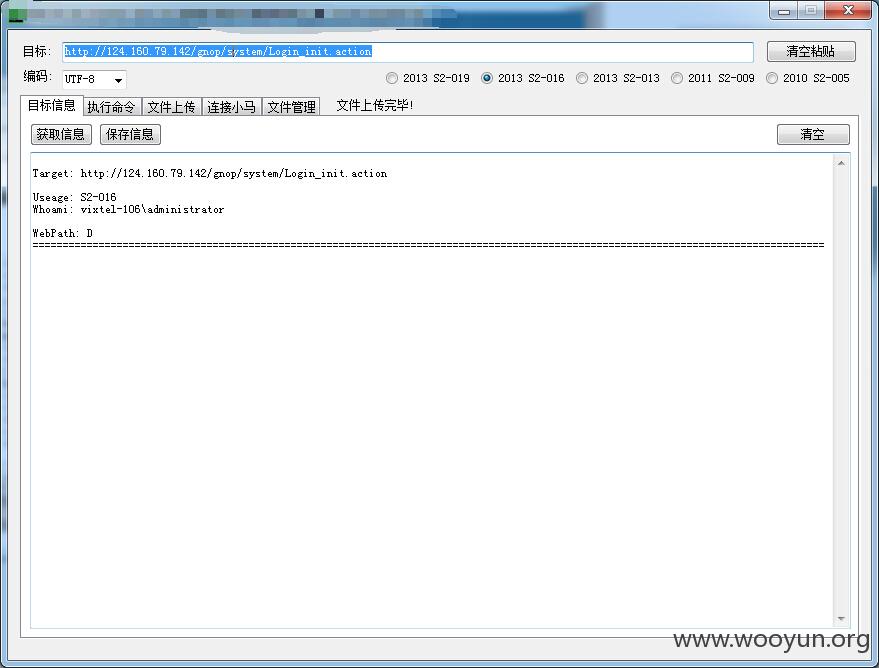 目标: http://124.160.79.142/gnop/system/Login_init.action 清空粘贴
编码: UTF-8 2013 S2-019 2013 S2-016 2013 S2-013 2011 S2-009 2010 S2-005
目标信息 执行命令 文件上传 连接小马 文件管理 文件上传完毕!
获取信息 保存信息 清空
Target: http://124.160.79.142/gnop/system/Login_init.action
Useage: S2-016
Whoami: vixtel-106\administrator
WebPath: D
====================================================================================================================================
www.wooyun.org